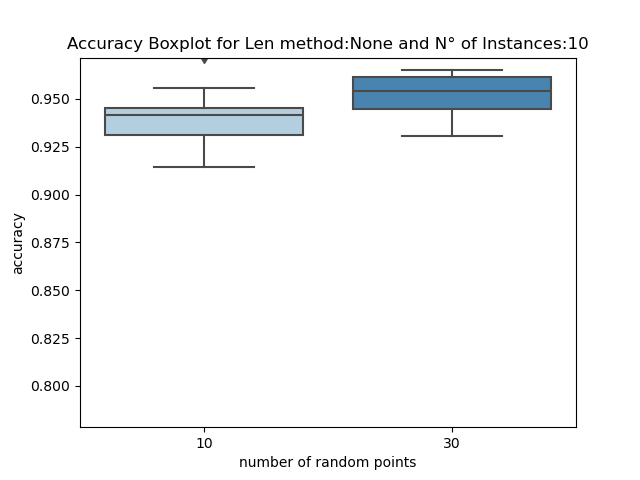 Accuracy Boxplot for Len method:None and N° of Instances:10
0.950
0.925
0.900
0.875
0.850
0.825
0.800
accuracy
10 30
number of random points